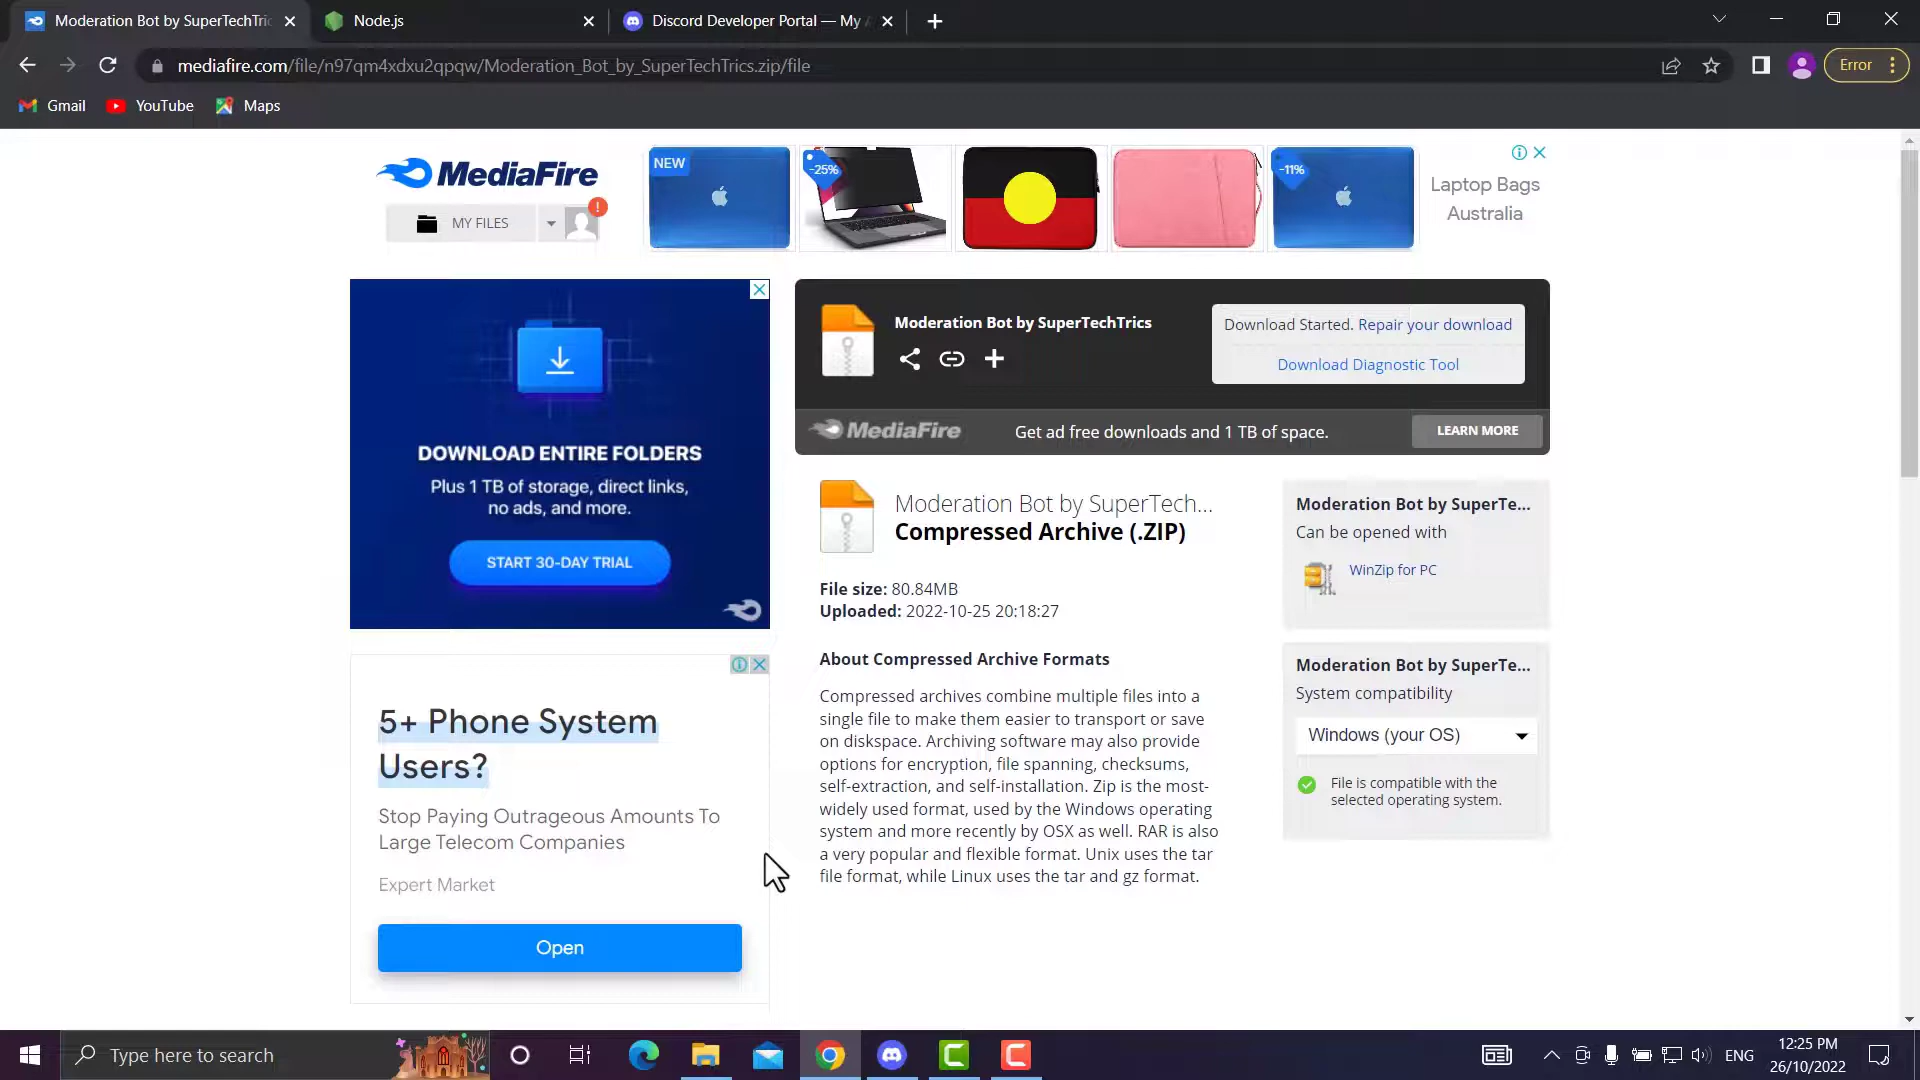 Moderation Bot by SuperTechTric
Node.js
Discord Developer Portal — My A
mediafire.com/file/n97qm4xdxu2qpqw/Moderation_Bot_by_SuperTechTrics.zip/file
Error
Gmail
YouTube
Maps
MediaFire
MY FILES
!
NEW
-25%
-11%
Laptop Bags
Australia
DOWNLOAD ENTIRE FOLDERS
Plus 1 TB of storage, direct links,
no ads, and more.
START 30-DAY TRIAL
Moderation Bot by SuperTechTrics
Download Started. Repair your download
Download Diagnostic Tool
MediaFire
Get ad free downloads and 1 TB of space.
LEARN MORE
Moderation Bot by SuperTech...
Compressed Archive (.ZIP)
File size: 80.84MB
Uploaded: 2022-10-25 20:18:27
About Compressed Archive Formats
Compressed archives combine multiple files into a
single file to make them easier to transport or save
on diskspace. Archiving software may also provide
options for encryption, file spanning, checksums,
self-extraction, and self-installation. Zip is the most-
widely used format, used by the Windows operating
system and more recently by OSX as well. RAR is also
a very popular and flexible format. Unix uses the tar
file format, while Linux uses the tar and gz format.
Moderation Bot by SuperTe...
Can be opened with
WinZip for PC
Moderation Bot by SuperTe...
System compatibility
Windows (your OS)
File is compatible with the
selected operating system.
5+ Phone System
Users?
Stop Paying Outrageous Amounts To
Large Telecom Companies
Expert Market
Open
Type here to search
ENG
12:25 PM
26/10/2022